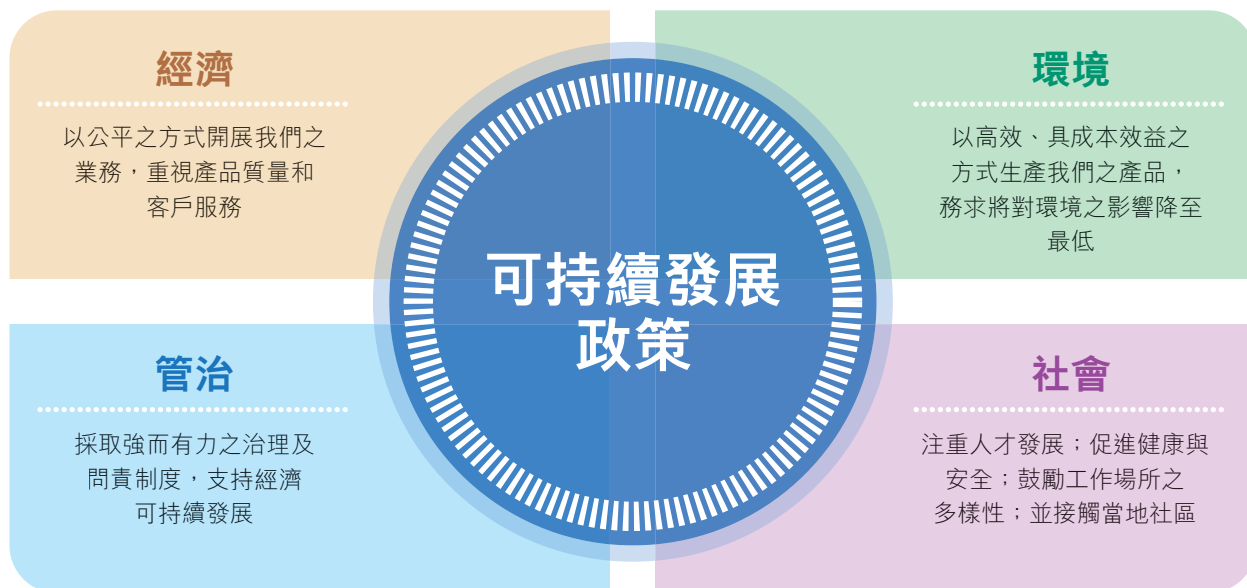 經濟
以公平之方式開展我們之
業務，重視產品質量和
客戶服務
環境
以高效、具成本效益之
方式生產我們之產品，
務求將對環境之影響降至
最低
可持續發展
政策
管治
採取強而有力之治理及
問責制度，支持經濟
可持續發展
社會
注重人才發展；促進健康與
安全；鼓勵工作場所之
多樣性；並接觸當地社區